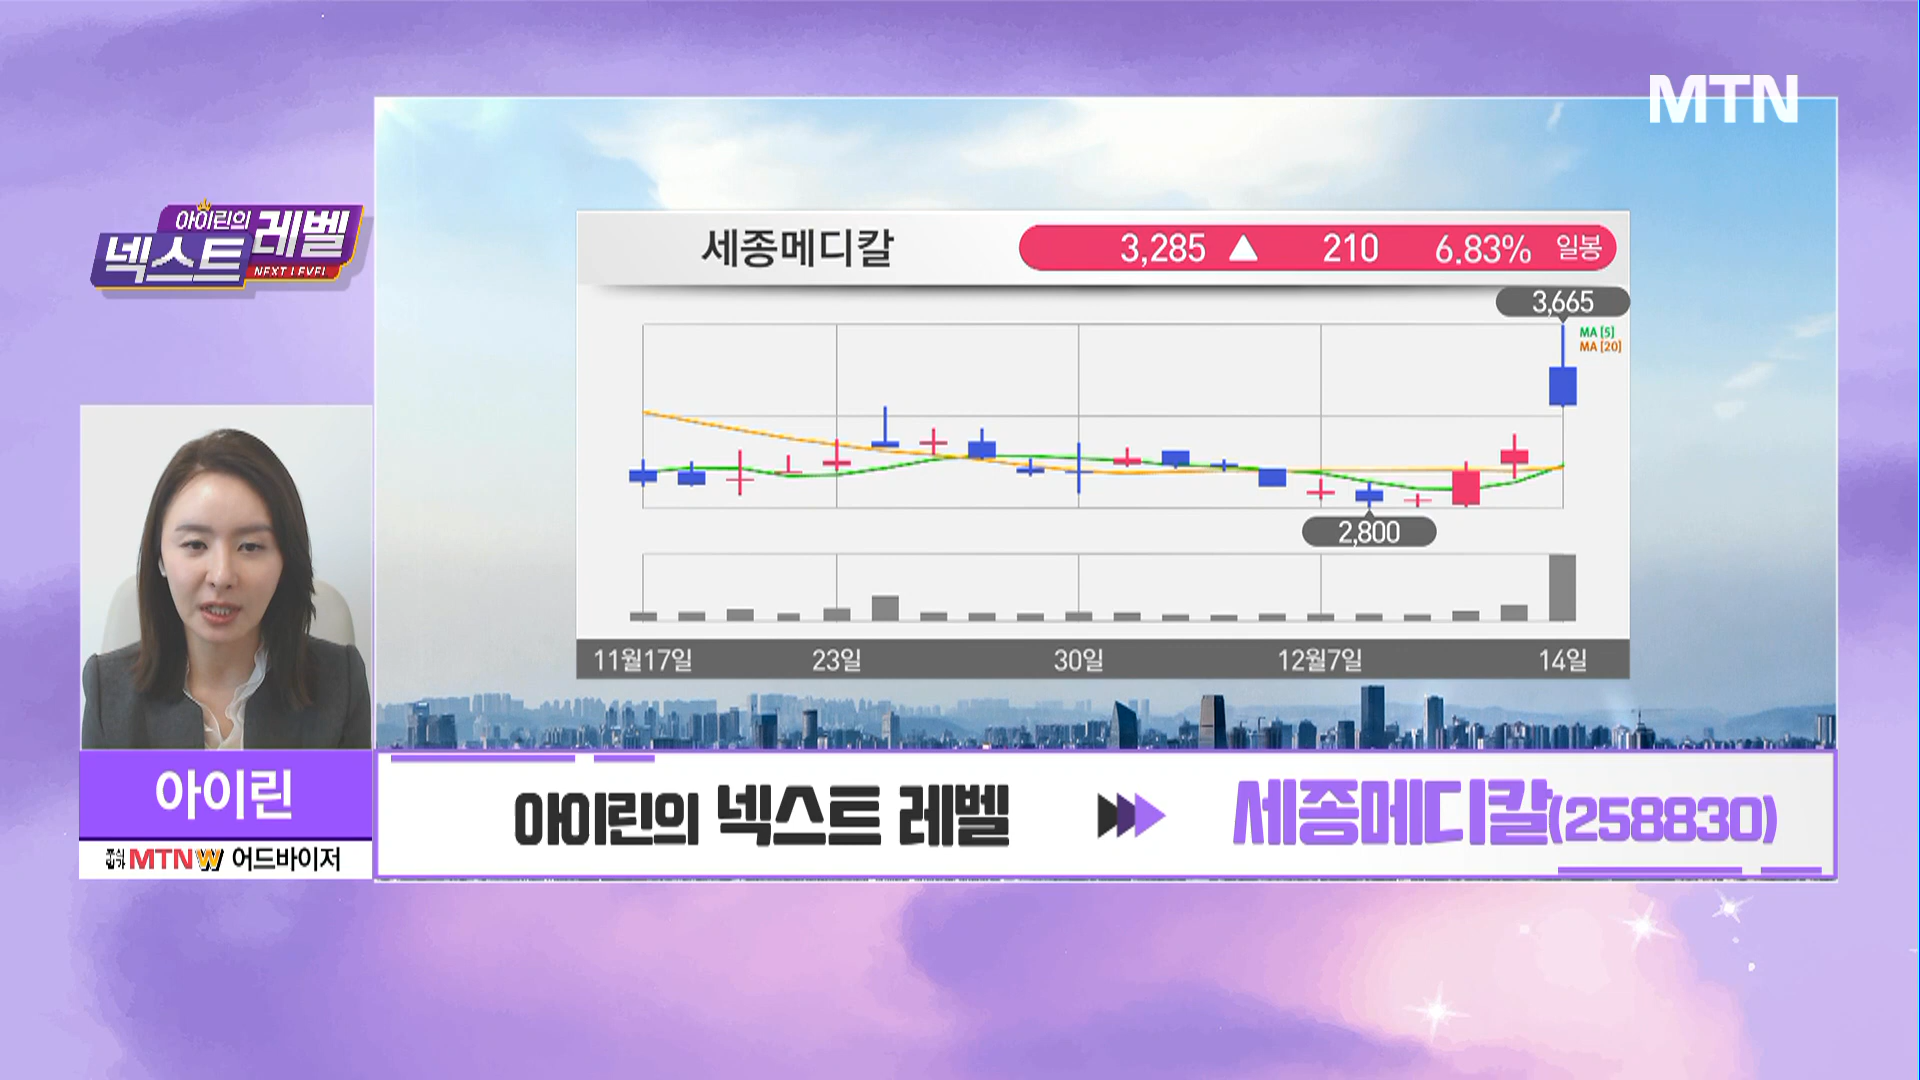 MTN
아이린의
넥스트 레벨
NEXT LEVEL
세종메디칼 3,285 ▲ 210 6.83% 일봉
3,665
MA [5]
MA [20]
2,800
11월17일 23일 30일 12월7일 14일
아이린
MTNW 어드바이저
아이린의 넥스트 레벨 세종메디칼(258830)